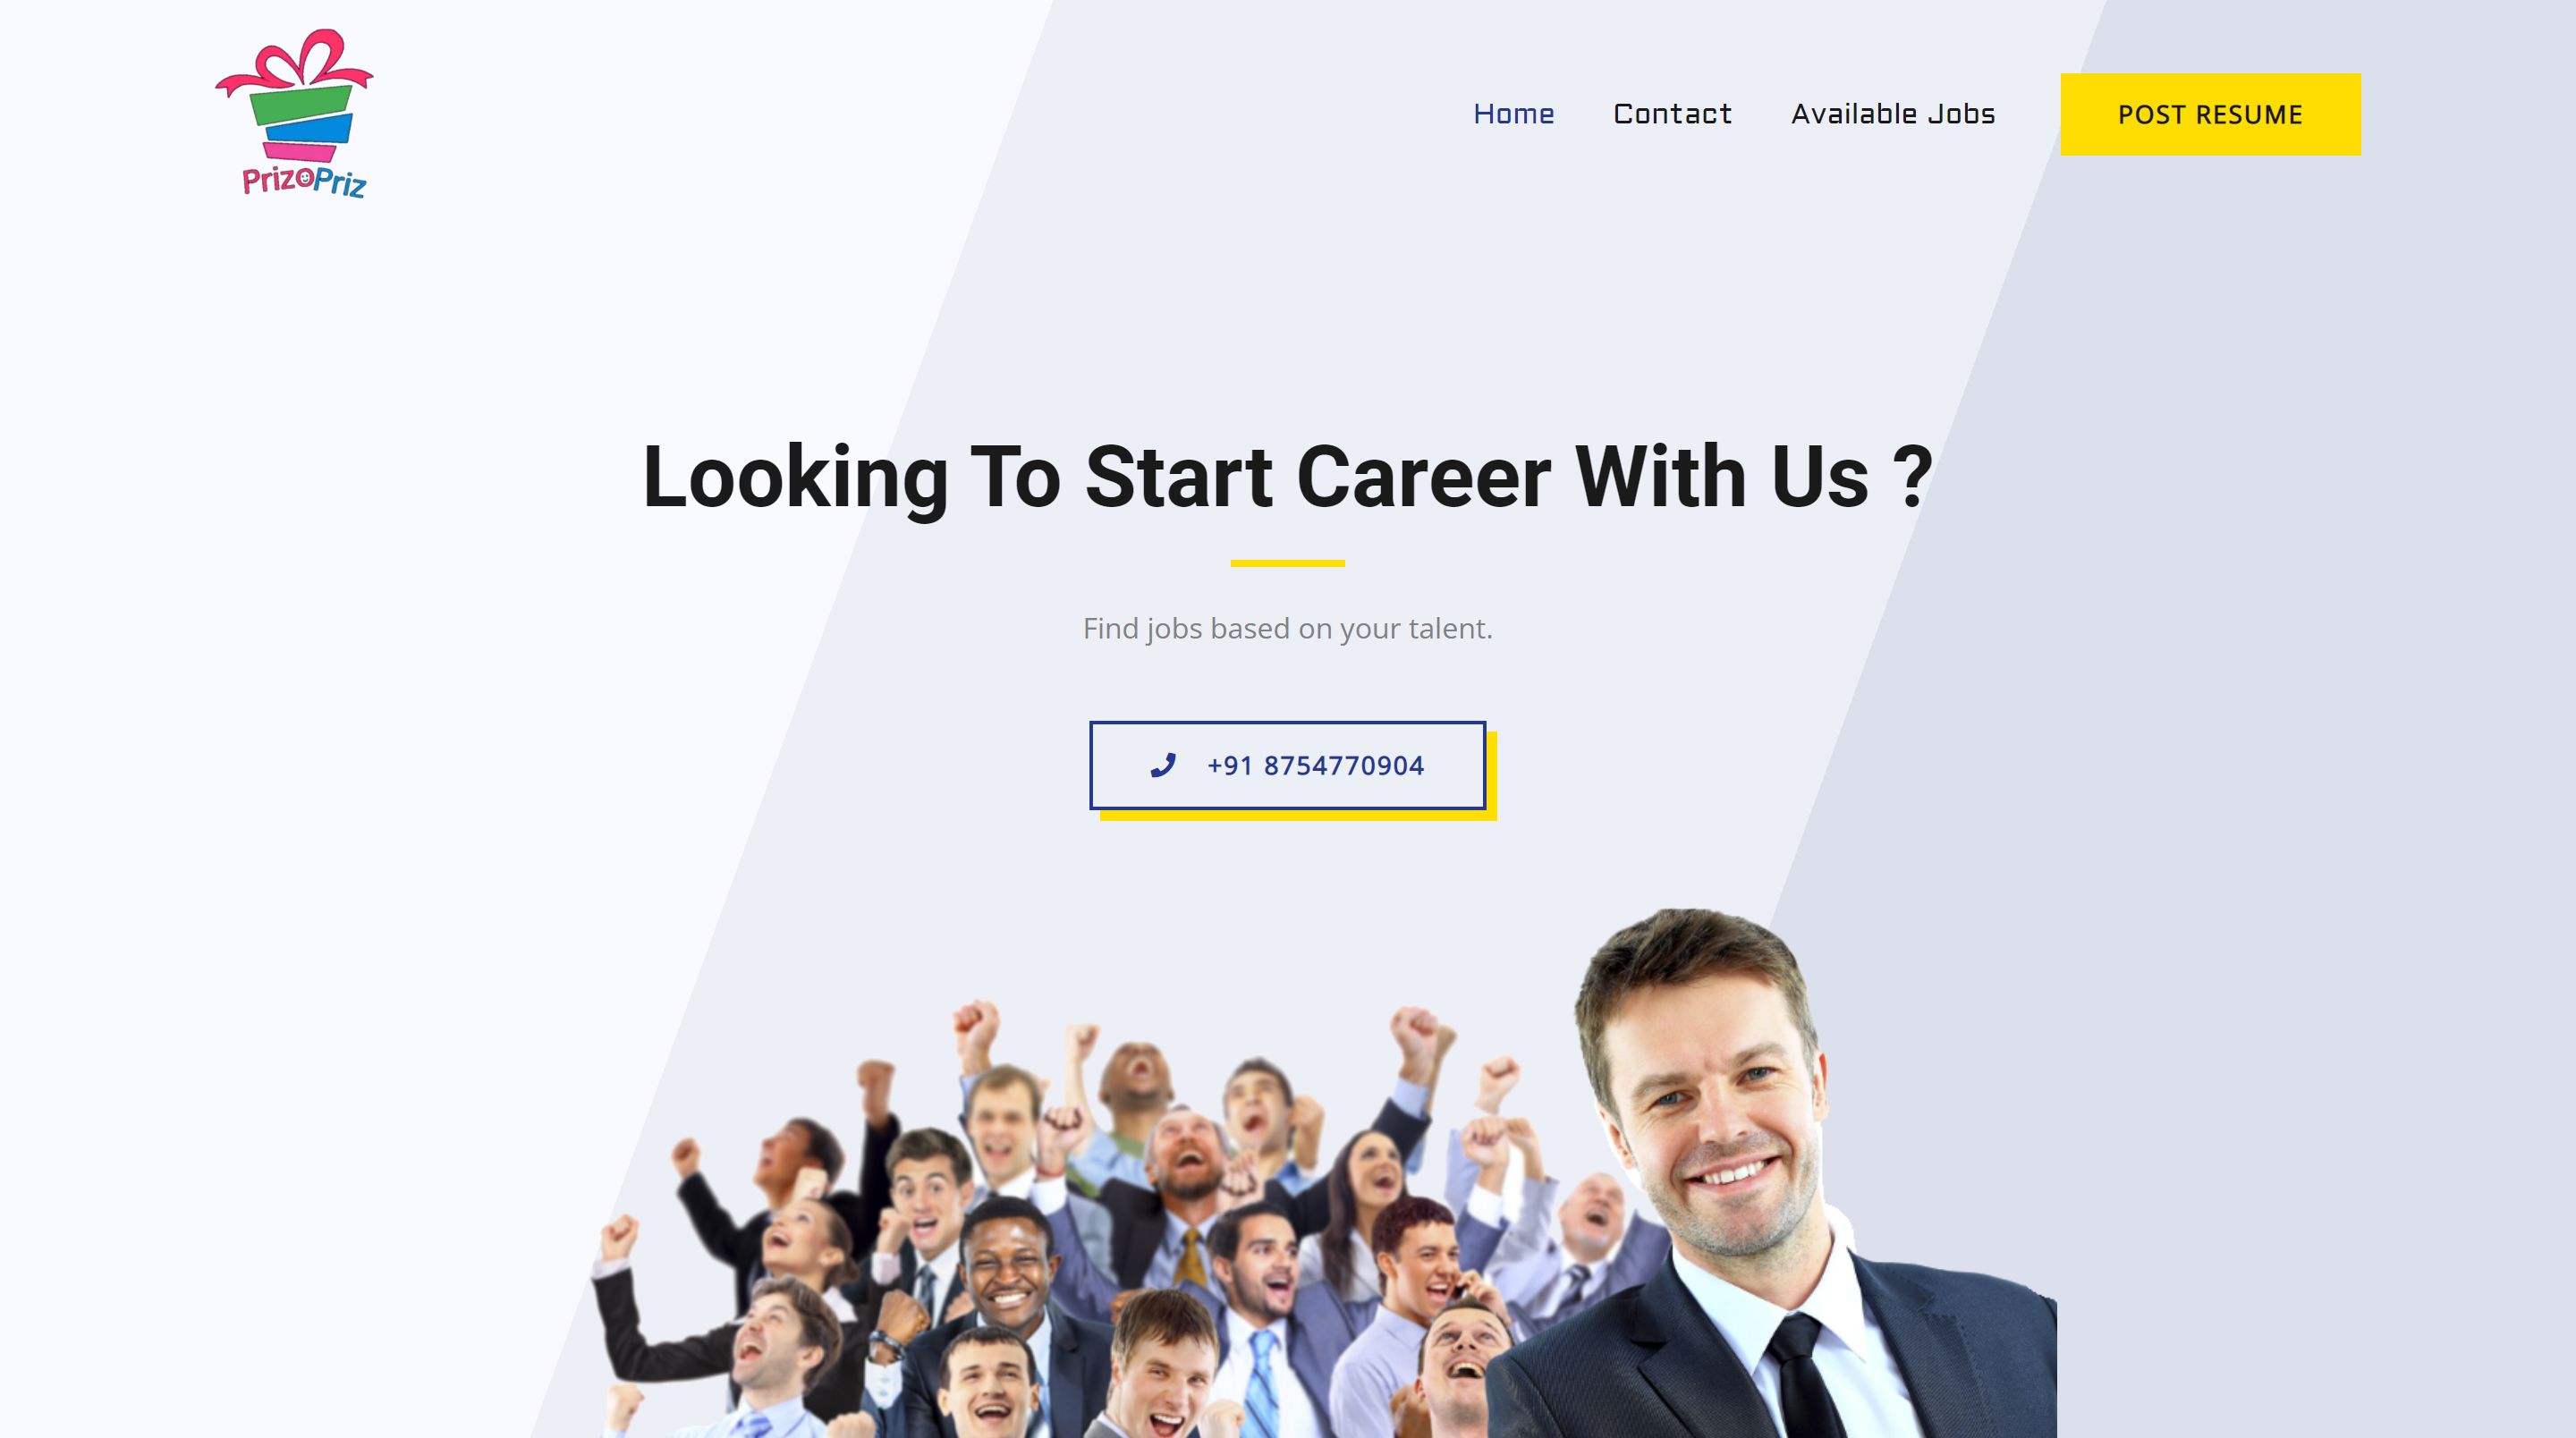 PrizoPriz
Home
Contact
Available Jobs
POST RESUME
Looking To Start Career With Us ?
Find jobs based on your talent.
+91 8754770904